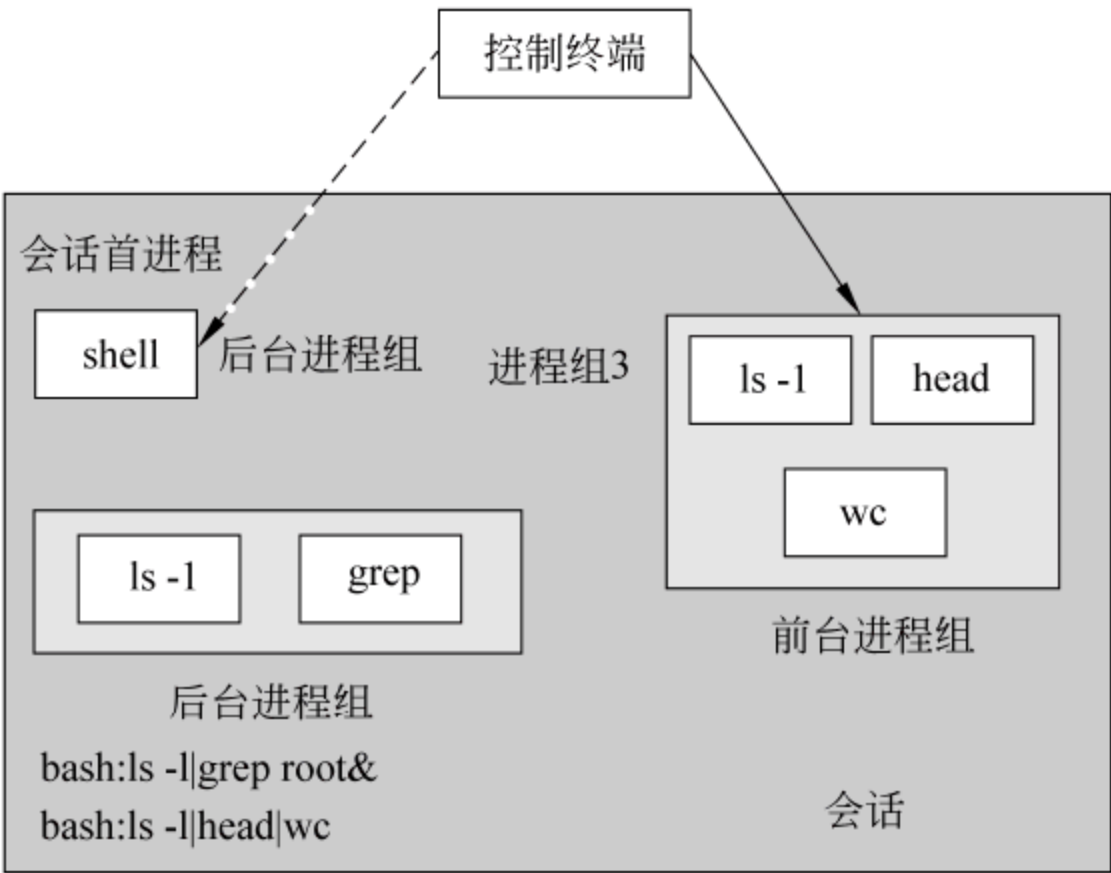 控制终端
会话首进程
shell
后台进程组
进程组3
ls -1
head
wc
ls -1
grep
前台进程组
后台进程组
bash:ls -l|grep root&
bash:ls -l|head|wc
会话